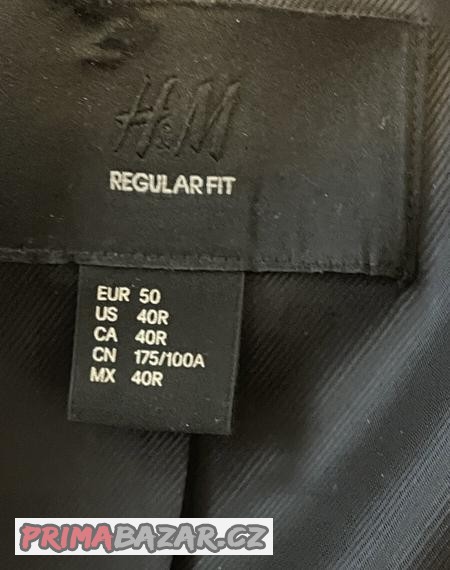 H&M
REGULAR FIT
EUR 50
US 40R
CA 40R
CN 175/100A
MX 40R
PRIMABAZAR.CZ